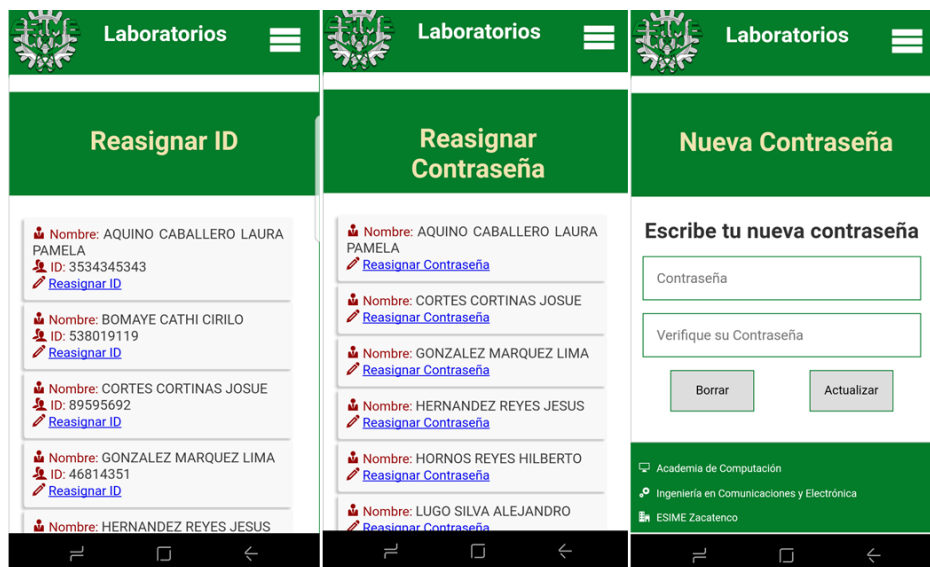 Laboratorios
Reasignar ID
Nombre: AQUINO CABALLERO LAURA
PAMELA
ID: 3534345343
Reasignar ID
Nombre: BOMAYE CATHI CIRILO
ID: 538019119
Reasignar ID
Nombre: CORTES CORTINAS JOSUE
ID: 89595692
Reasignar ID
Nombre: GONZALEZ MARQUEZ LIMA
ID: 46814351
Reasignar ID
Nombre: HERNANDEZ REYES JESUS
Laboratorios
Reasignar
Contraseña
Nombre: AQUINO CABALLERO LAURA
PAMELA
Reasignar Contraseña
Nombre: CORTES CORTINAS JOSUE
Reasignar Contraseña
Nombre: GONZALEZ MARQUEZ LIMA
Reasignar Contraseña
Nombre: HERNANDEZ REYES JESUS
Reasignar Contraseña
Nombre: HORNOS REYES HILBERTO
Reasignar Contraseña
Nombre: LUGO SILVA ALEJANDRO
Reasignar Contraseña
Laboratorios
Nueva Contraseña
Escribe tu nueva contraseña
Contraseña
Verifique su Contraseña
Borrar Actualizar
Academia de Computación
Ingeniería en Comunicaciones y Electrónica
ESIME Zacatenco